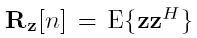 R_z[n] = E{zz^H}